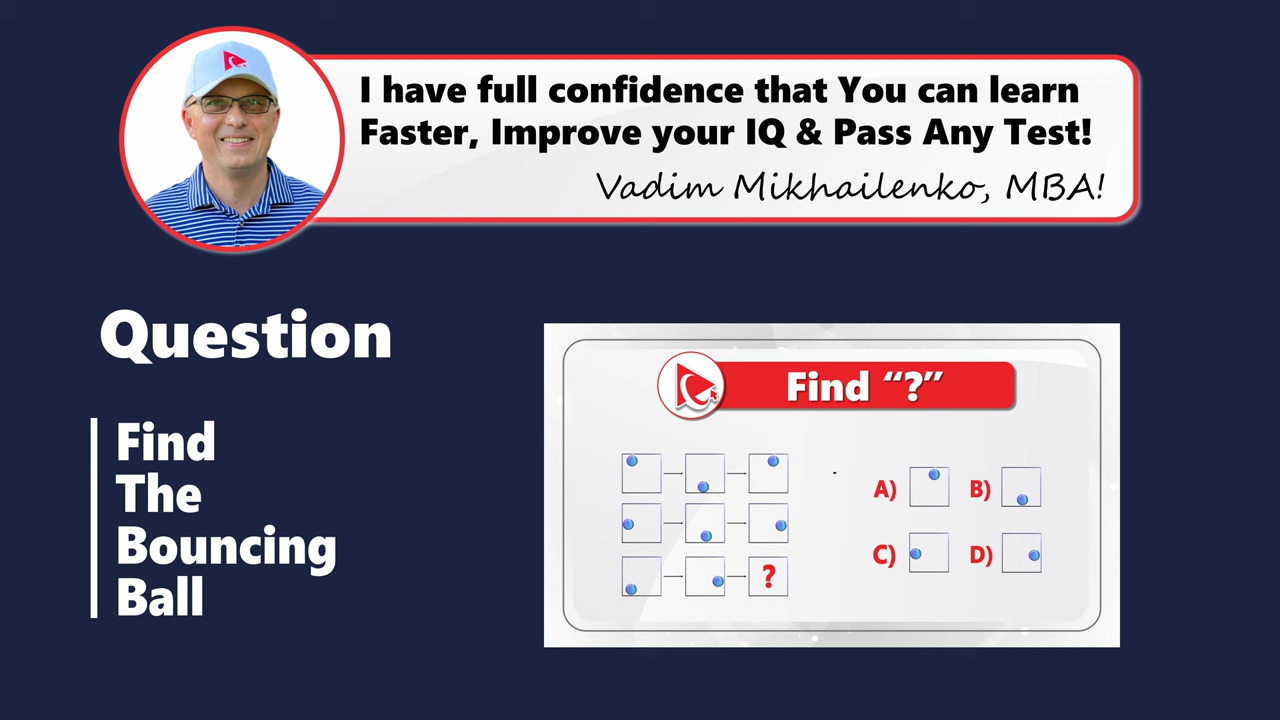 I have full confidence that You can learn
Faster, Improve your IQ & Pass Any Test!
Vadim Mikhailenko, MBA!
Question
Find
The
Bouncing
Ball
Find “?”
A)
B)
?
C)
D)